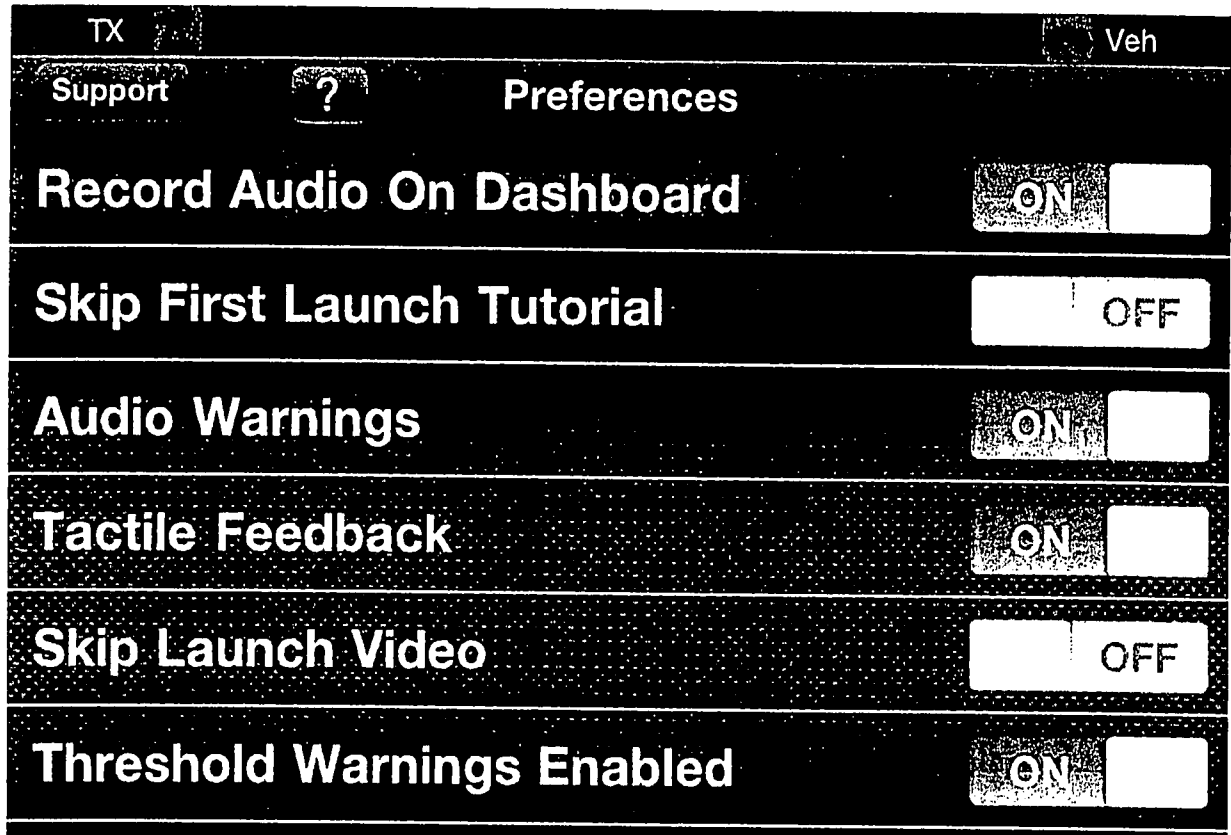 TX Veh
Support ? Preferences
Record Audio On Dashboard ON
Skip First Launch Tutorial OFF
Audio Warnings ON
Tactile Feedback ON
Skip Launch Video OFF
Threshold Warnings Enabled ON